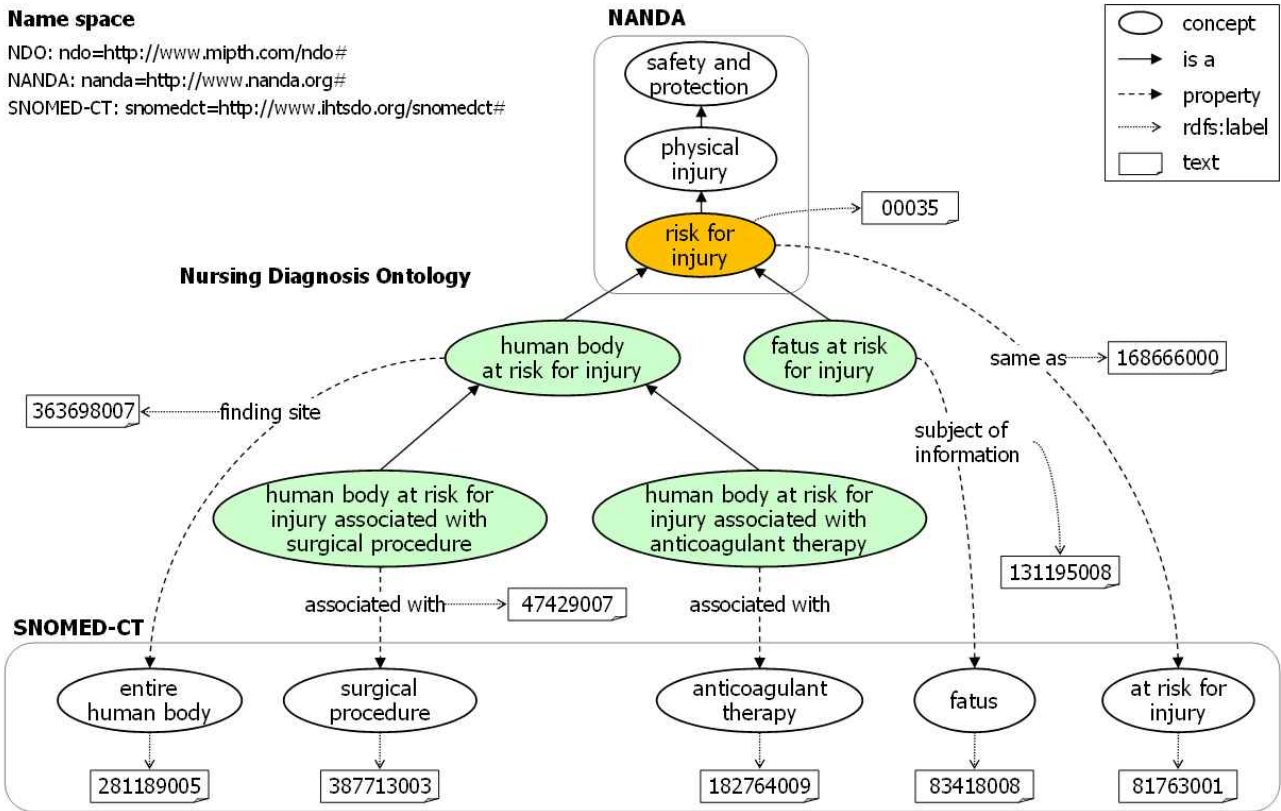 Name space
NDO: ndo=http://www.mipth.com/ndo#
NANDA: nanda=http://www.nanda.org#
SNOMED-CT: snomedct=http://www.ihtsdo.org/snomedct#
NANDA
safety and
protection
physical
injury
risk for
injury
00035
concept
is a
property
rdfs:label
text
Nursing Diagnosis Ontology
human body
at risk for injury
fatus at risk
for injury
same as
168666000
363698007
finding site
subject of
information
human body at risk for
injury associated with
surgical procedure
human body at risk for
injury associated with
anticoagulant therapy
131195008
associated with
47429007
associated with
SNOMED-CT
entire
human body
surgical
procedure
anticoagulant
therapy
fatus
at risk for
injury
281189005
387713003
182764009
83418008
81763001